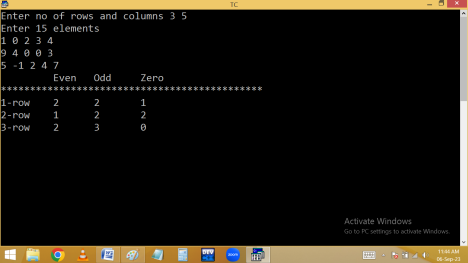 TC
Enter no of rows and columns 3 5
Enter 15 elements
1 0 2 3 4
9 4 0 0 3
5 -1 2 4 7
Even Odd Zero
*********************************************
1-row 2 2 1
2-row 1 2 2
3-row 2 3 0
Activate Windows
Go to PC settings to activate Windows.
11:44 AM
06-Sep-23